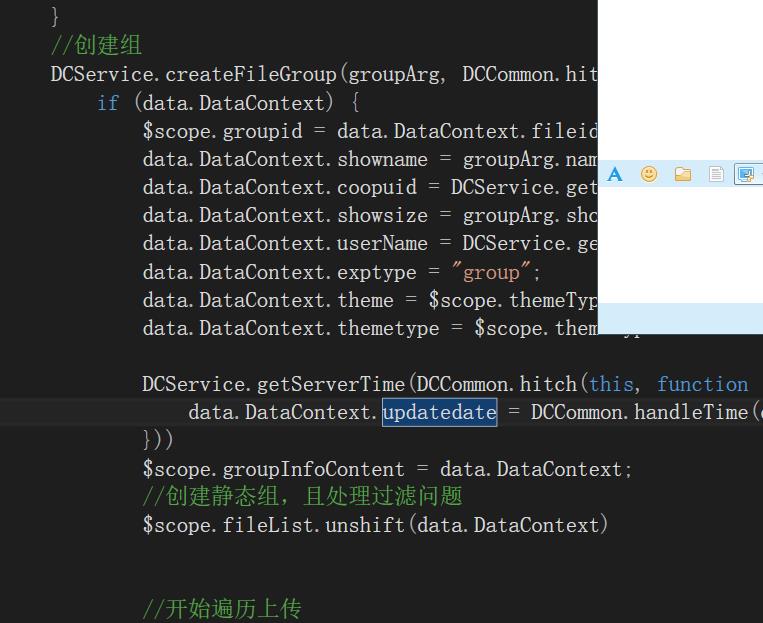 }
//创建组
DCService.createFileGroup(groupArg, DCCommon.hit
if (data.DataContext) {
$scope.groupid = data.DataContext.fileid
data.DataContext.showname = groupArg.nam
data.DataContext.coopuid = DCService.get
data.DataContext.showsize = groupArg.sho
data.DataContext.userName = DCService.ge
data.DataContext.exptype = "group";
data.DataContext.theme = $scope.themeTyp
data.DataContext.themetype = $scope.them
DCService.getServerTime(DCCommon.hitch(this, function
data.DataContext.updatedate = DCCommon.handleTime(
}))
$scope.groupInfoContent = data.DataContext;
//创建静态组，且处理过滤问题
$scope.fileList.unshift(data.DataContext)
//开始遍历上传